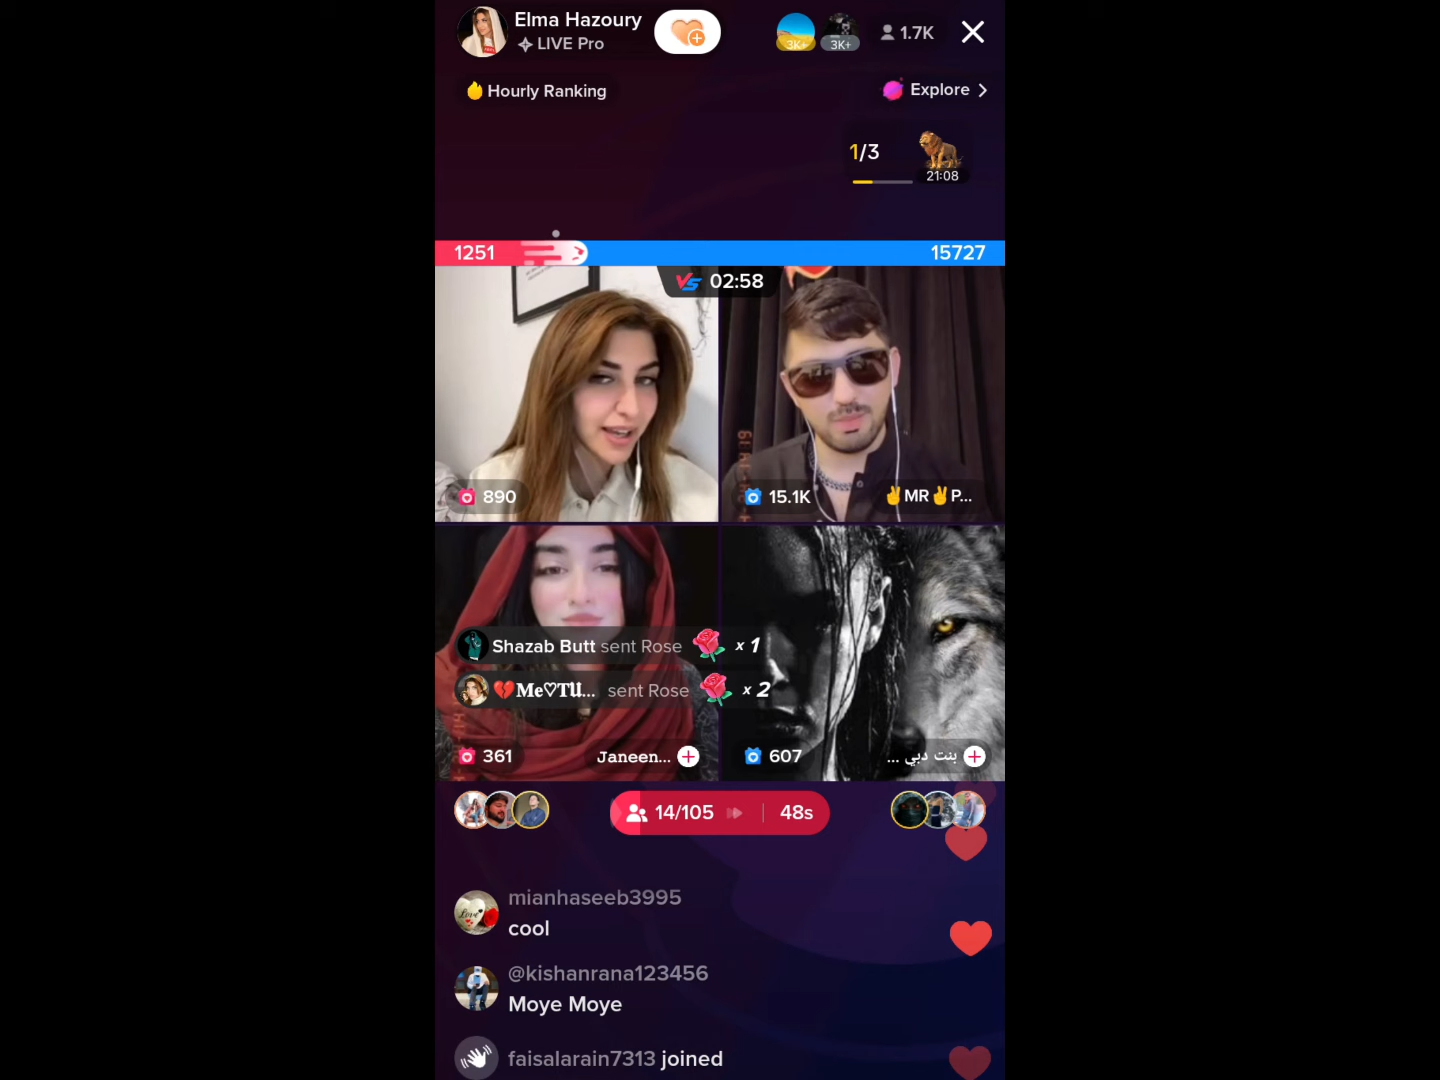 Elma Hazoury
LIVE Pro
3K+
3K+
1.7K
Hourly Ranking
Explore
1/3
21:08
1251
15727
VS 02:58
890
15.1K
✌MR✌P...
Shazab Butt sent Rose x 1
💔Me♡TU... sent Rose x 2
361
Janeen...
607
بنت دبي ...
14/105
48s
mianhaseeb3995
cool
@kishanrana123456
Moye Moye
faisalarain7313 joined